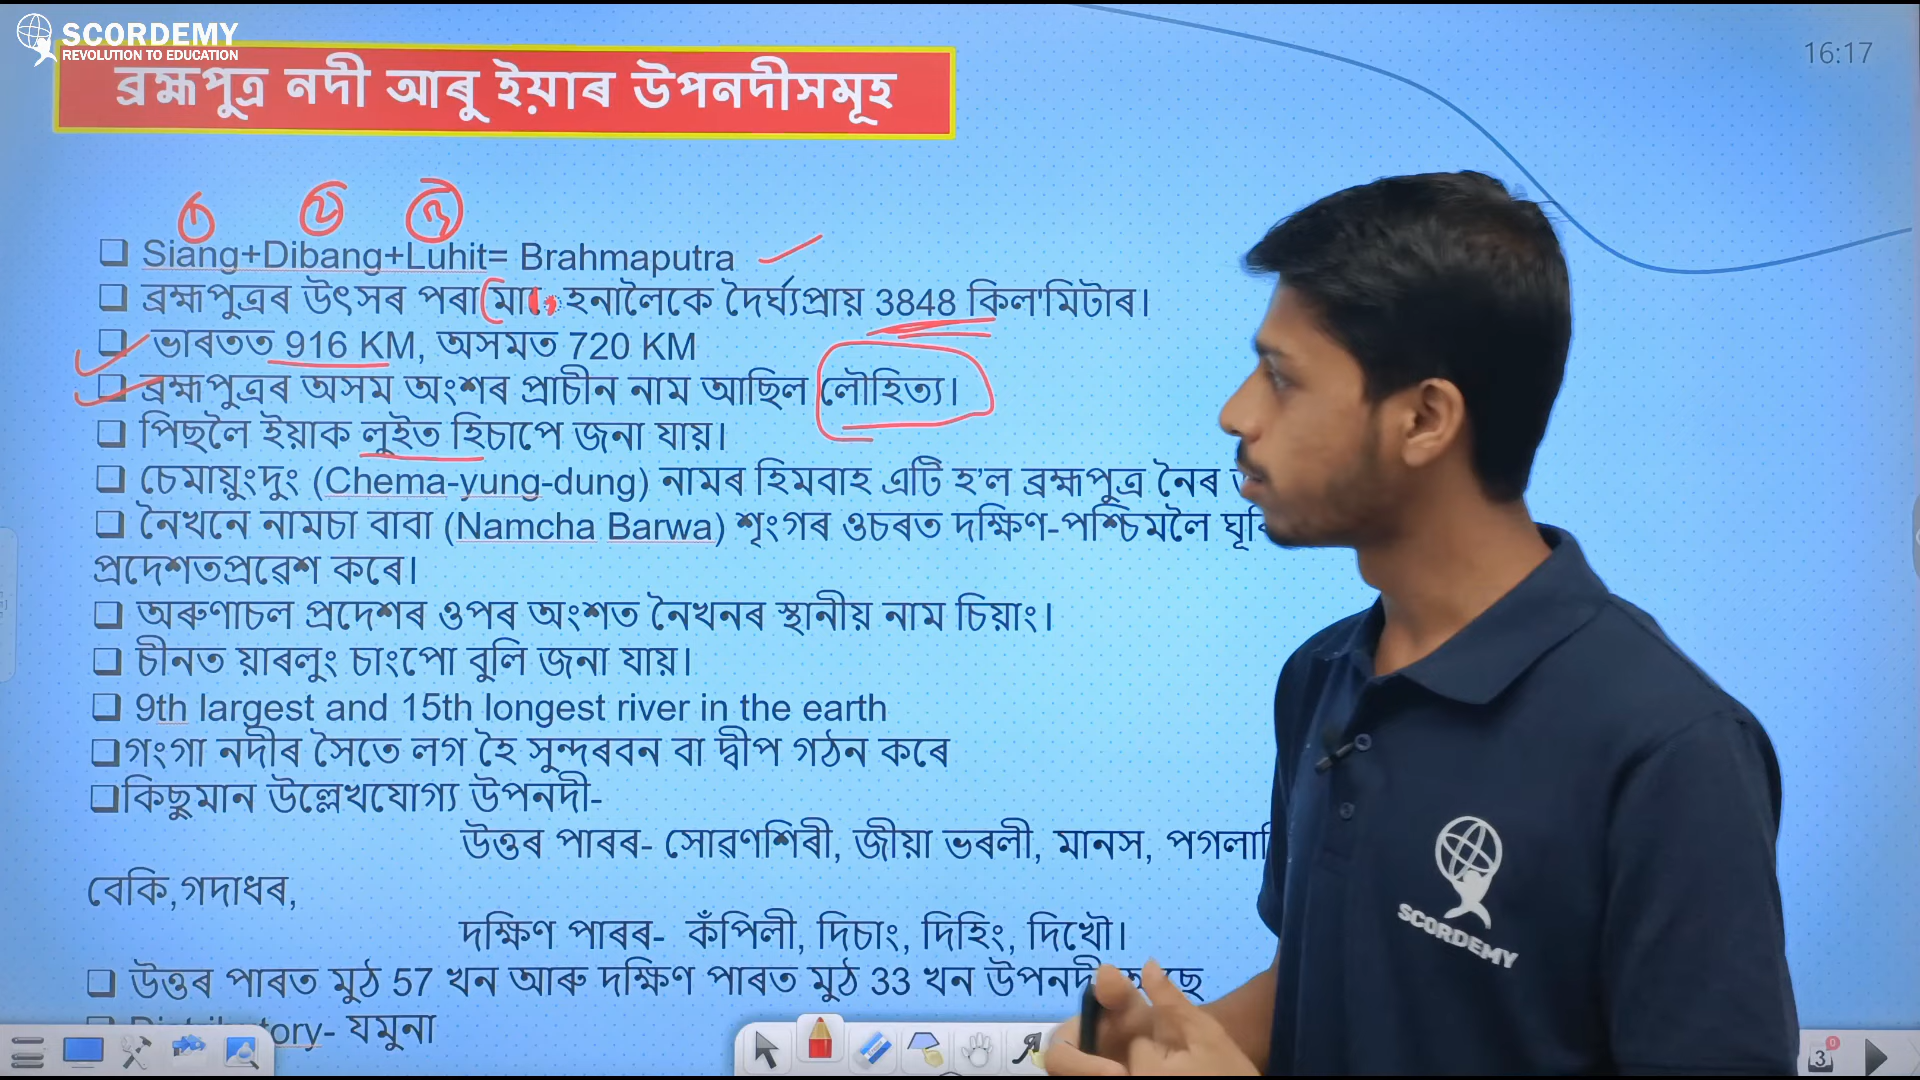 SCORDEMY
REVOLUTION TO EDUCATION
16:17
ব্ৰহ্মপুত্ৰ নদী আৰু ইয়াৰ উপনদীসমূহ
১ ২ ৩
❑ Siang+Dibang+Luhit= Brahmaputra
❑ ব্ৰহ্মপুত্ৰৰ উৎসৰ পৰা হনালৈকে দৈৰ্ঘ্যপ্ৰায় 3848 কিল'মিটাৰ।
❑ ভাৰতত 916 KM, অসমত 720 KM
❑ ব্ৰহ্মপুত্ৰৰ অসম অংশৰ প্ৰাচীন নাম আছিল লৌহিত্য।
❑ পিছলৈ ইয়াক লুইত হিচাপে জনা যায়।
❑ চেমায়ুংদুং (Chema-yung-dung) নামৰ হিমবাহ এটি হ'ল ব্ৰহ্মপুত্ৰ নৈৰ
❑ নৈখনে নামচা বাবা (Namcha Barwa) শৃংগৰ ওচৰত দক্ষিণ-পশ্চিমলৈ
প্ৰদেশতপ্ৰৱেশ কৰে।
❑ অৰুণাচল প্ৰদেশৰ ওপৰ অংশত নৈখনৰ স্থানীয় নাম চিয়াং।
❑ চীনত য়াৰলুং চাংপো বুলি জনা যায়।
❑ 9th largest and 15th longest river in the earth
❑গংগা নদীৰ সৈতে লগ হৈ সুন্দৰবন বা দ্বীপ গঠন কৰে
❑কিছুমান উল্লেখযোগ্য উপনদী-
উত্তৰ পাৰৰ- সোৱণশিৰী, জীয়া ভৰলী, মানস,
বেকি,গদাধৰ,
দক্ষিণ পাৰৰ- কঁপিলী, দিচাং, দিহিং, দিখৌ।
❑ উত্তৰ পাৰত মুঠ 57 খন আৰু দক্ষিণ পাৰত মুঠ 33 খন উপনদী
যমুনা
SCORDEMY
3
0